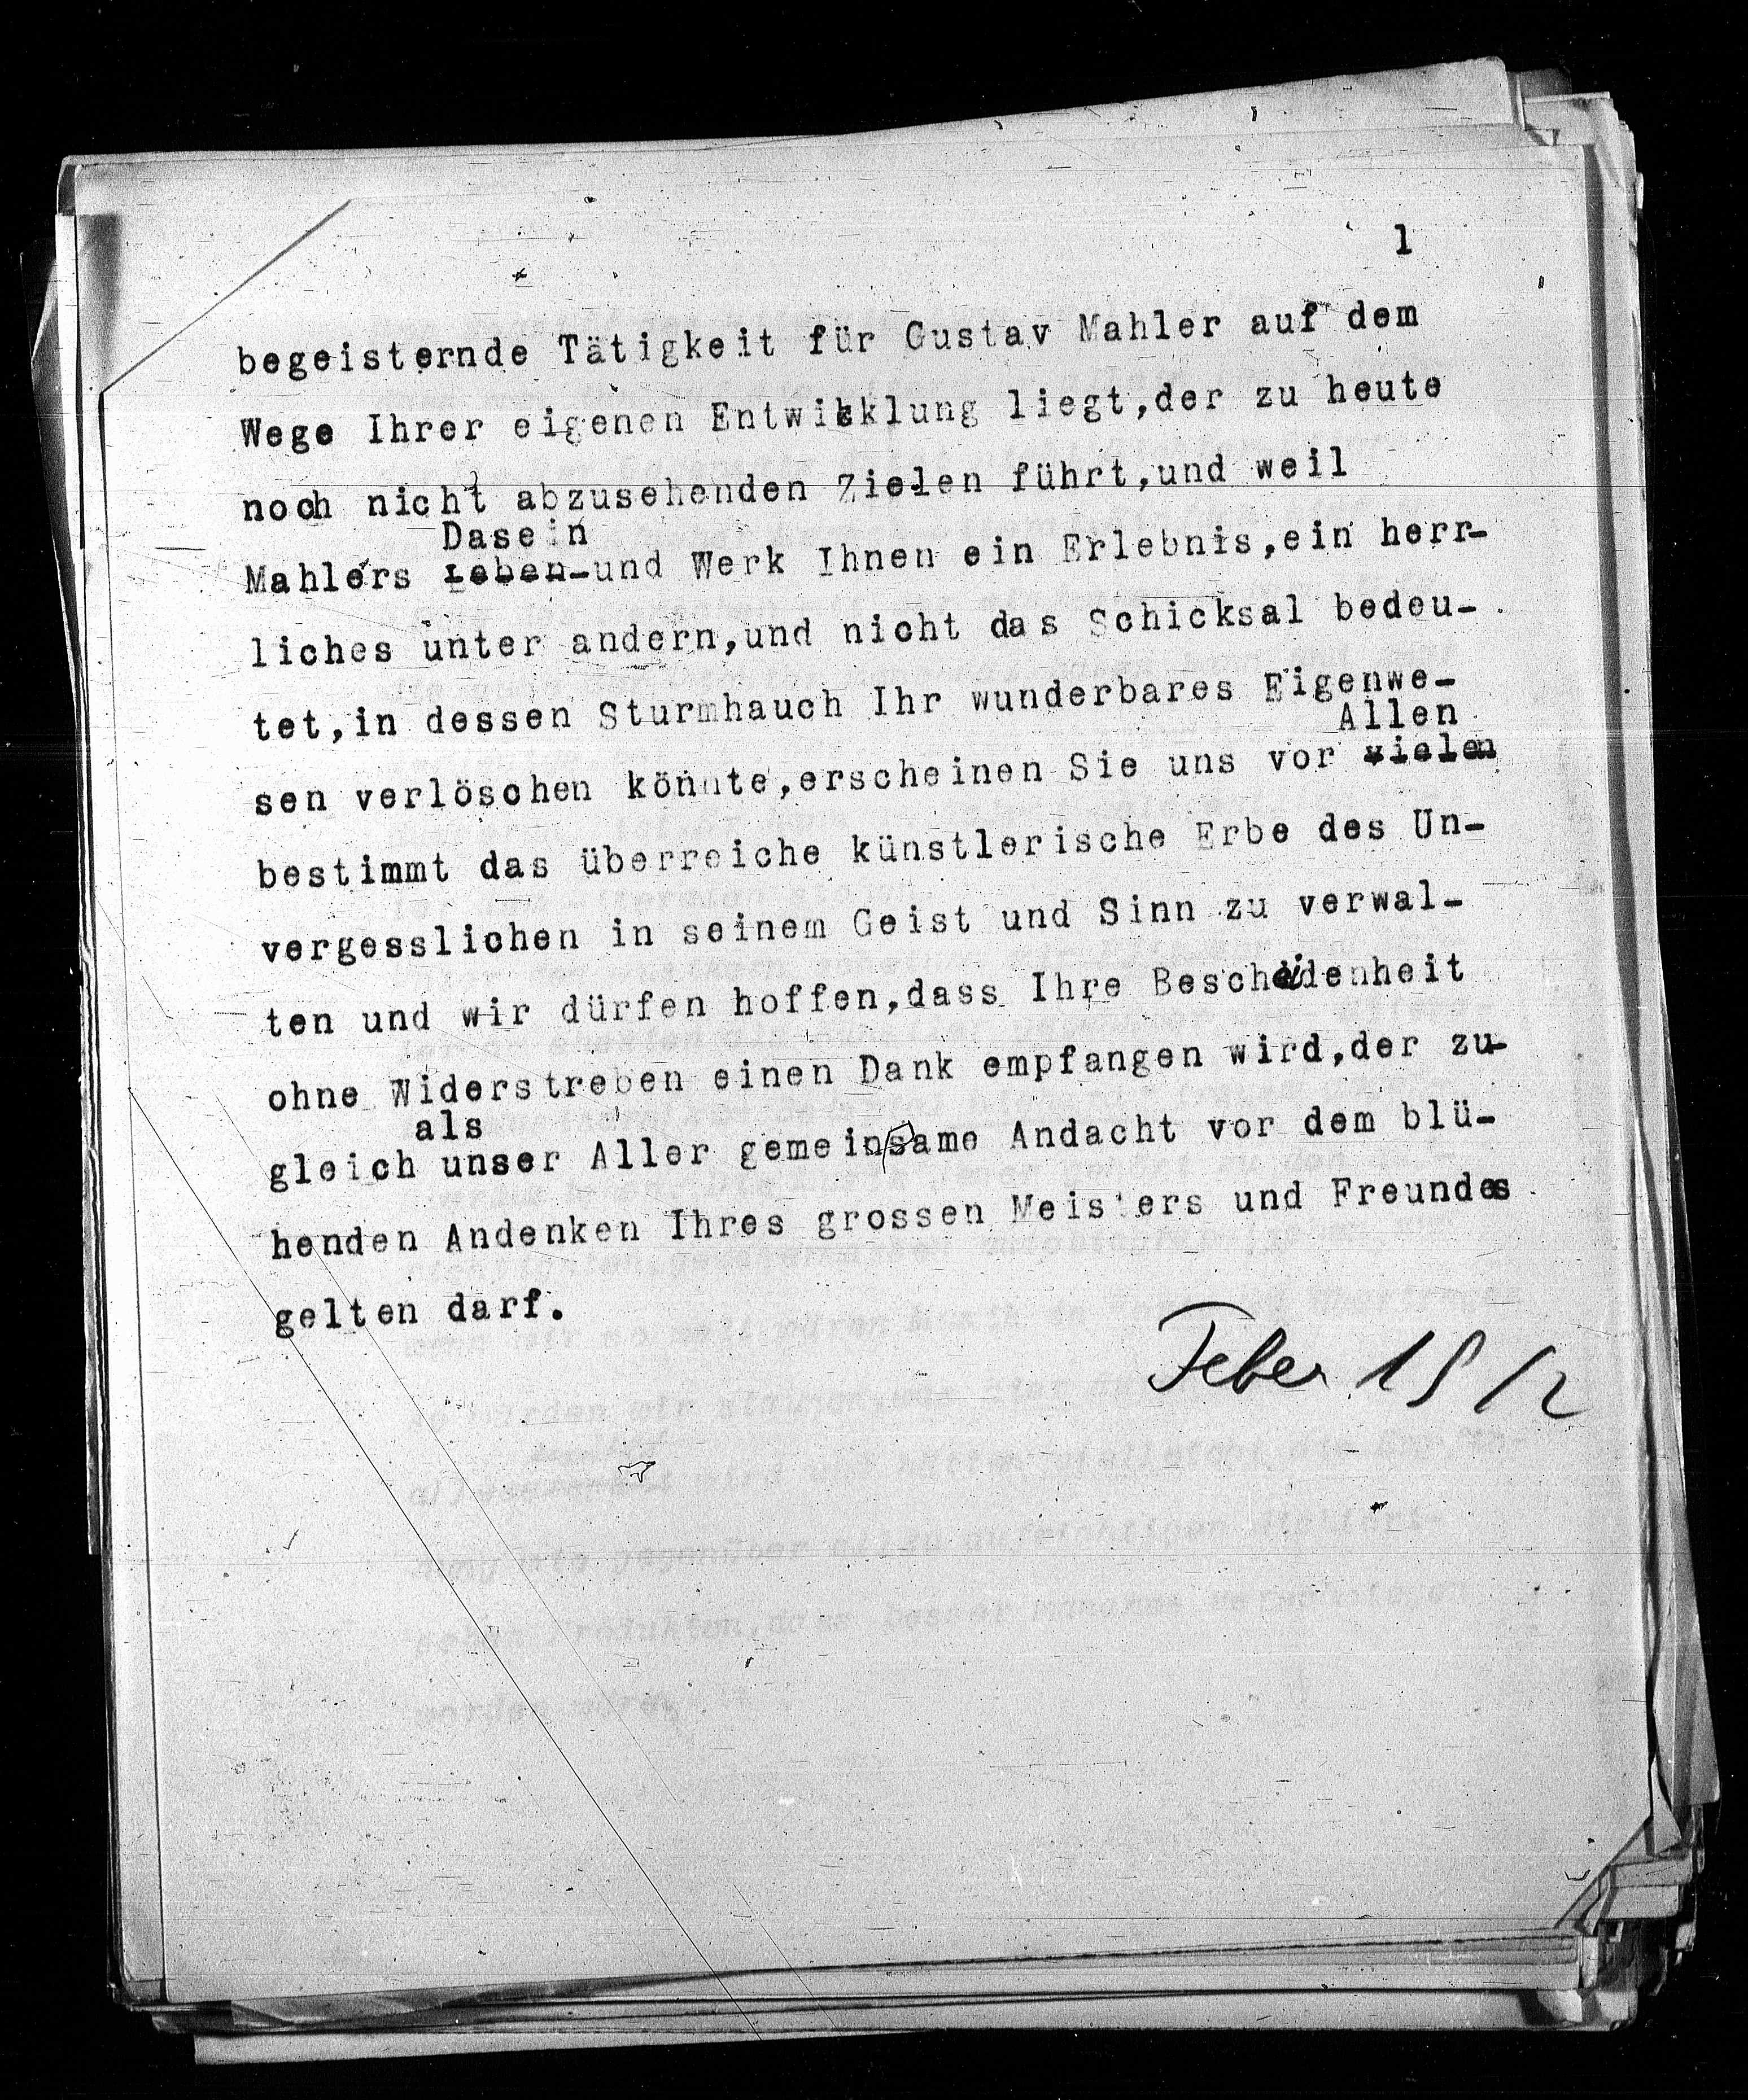 1
begeisternde Tätigkeit für Gustav Mahler auf dem
Wege Ihrer eigenen Entwicklung liegt,der zu heute
noch nicht abzusehenden Zielen führt,und weil
Dasein
Mahlers Leben und Werk Ihnen ein Erlebnis,ein herr-
liches unter andern,und nicht das Schicksal bedeu-
tet,in dessen Sturmhauch Ihr wunderbares Eigenwe-
Allen
sen verlöschen könnte,erscheinen Sie uns vor vielen
bestimmt das überreiche künstlerische Erbe des Un-
vergesslichen in seinem Geist und Sinn zu verwal-
ten und wir dürfen hoffen,dass Ihre Bescheidenheit
ohne Widerstreben einen Dank empfangen wird,der zu-
als
gleich unser Aller gemeinsame Andacht vor dem blü-
henden Andenken Ihres grossen Meisters und Freundes
gelten darf.
Feber 1912